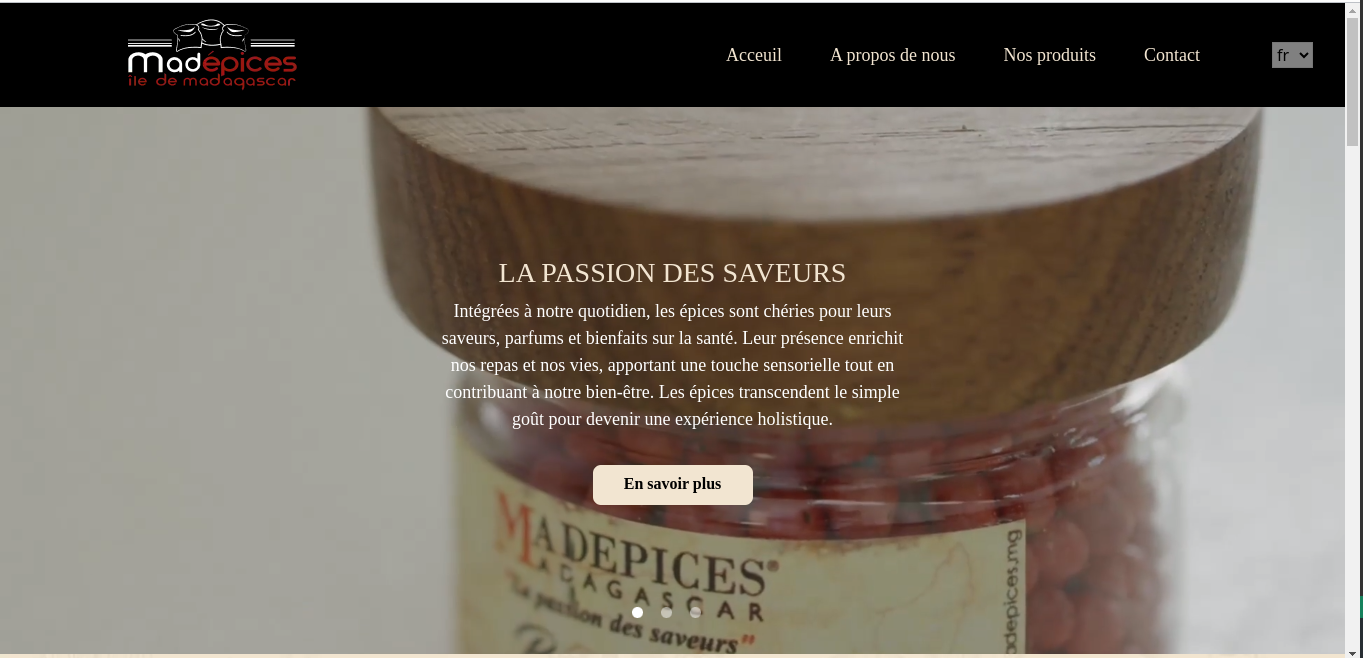 Madépices
île de madagascar
Acceuil
A propos de nous
Nos produits
Contact
fr
LA PASSION DES SAVEURS
Intégrées à notre quotidien, les épices sont chéries pour leurs
saveurs, parfums et bienfaits sur la santé. Leur présence enrichit
nos repas et nos vies, apportant une touche sensorielle tout en
contribuant à notre bien-être. Les épices transcendent le simple
goût pour devenir une expérience holistique.
En savoir plus
MADEPICES®
MADAGASCAR
"La passion des saveurs"
adepices.mg